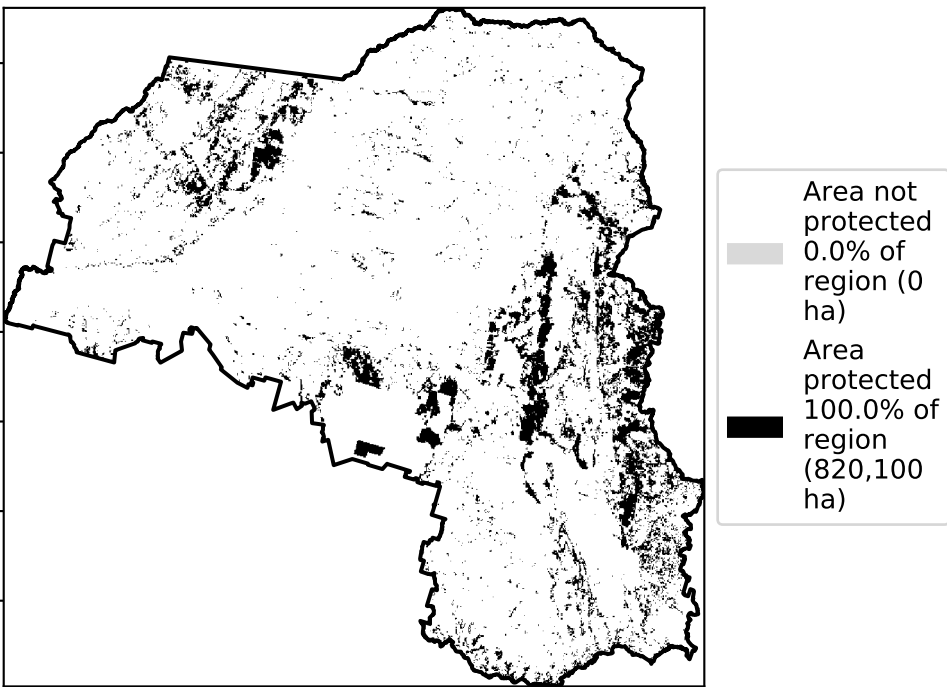 Area not
protected
0.0% of
region (0
ha)
Area
protected
100.0% of
region
(820,100
ha)